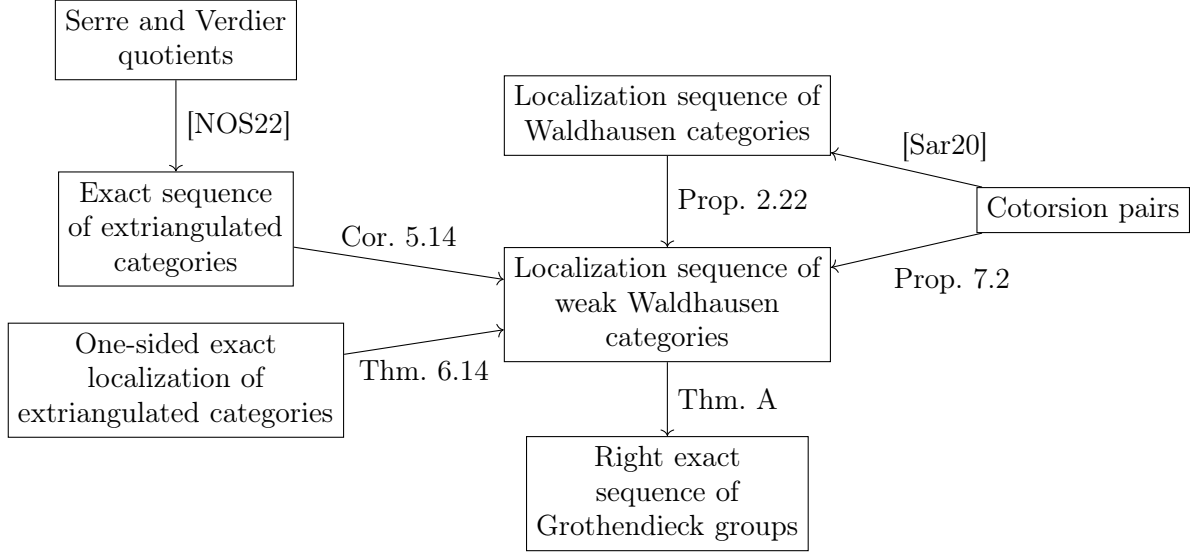 Serre and Verdier
quotients
[NOS22]
Exact sequence
of extriangulated
categories
Cor. 5.14
One-sided exact
localization of
extriangulated categories
Thm. 6.14
Localization sequence of
Waldhausen categories
[Sar20]
Prop. 2.22
Cotorsion pairs
Prop. 7.2
Localization sequence of
weak Waldhausen
categories
Thm. A
Right exact
sequence of
Grothendieck groups